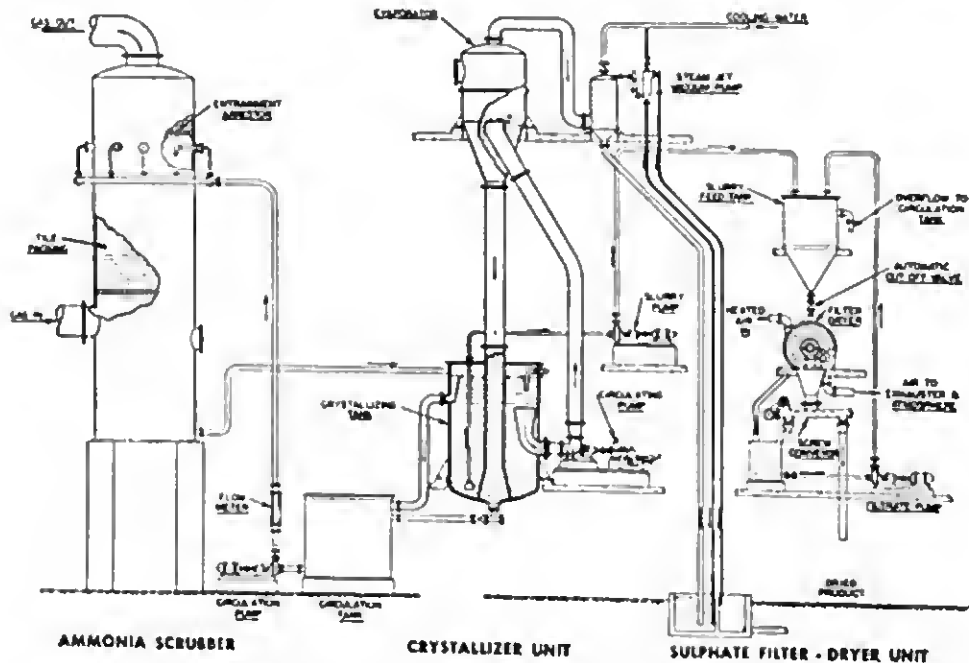 GAS OUT
ENTRAINMENT
ARRESTOR
TILE
PACKING
GAS IN
FLOW
METER
CIRCULATION
PUMP
CIRCULATION
TANK
AMMONIA SCRUBBER
EVAPORATOR
COOLING WATER
STEAM JET
VACUUM PUMP
CRYSTALLIZING
TANK
SLURRY
PUMP
CIRCULATING
PUMP
CRYSTALLIZER UNIT
SLURRY
FEED TANK
OVERFLOW TO
CIRCULATION
TANK
AUTOMATIC
CUT OFF VALVE
HEATED
AIR
FILTER
DRYER
AIR TO
EXHAUSTER &
ATMOSPHERE
SCREW
CONVEYOR
FILTRATE PUMP
DRIED
PRODUCT
SULPHATE FILTER - DRYER UNIT